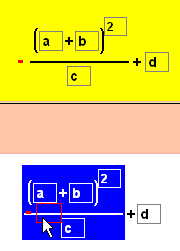 - (a + b)^2 / c + d
- (a + b)^2 / c + d